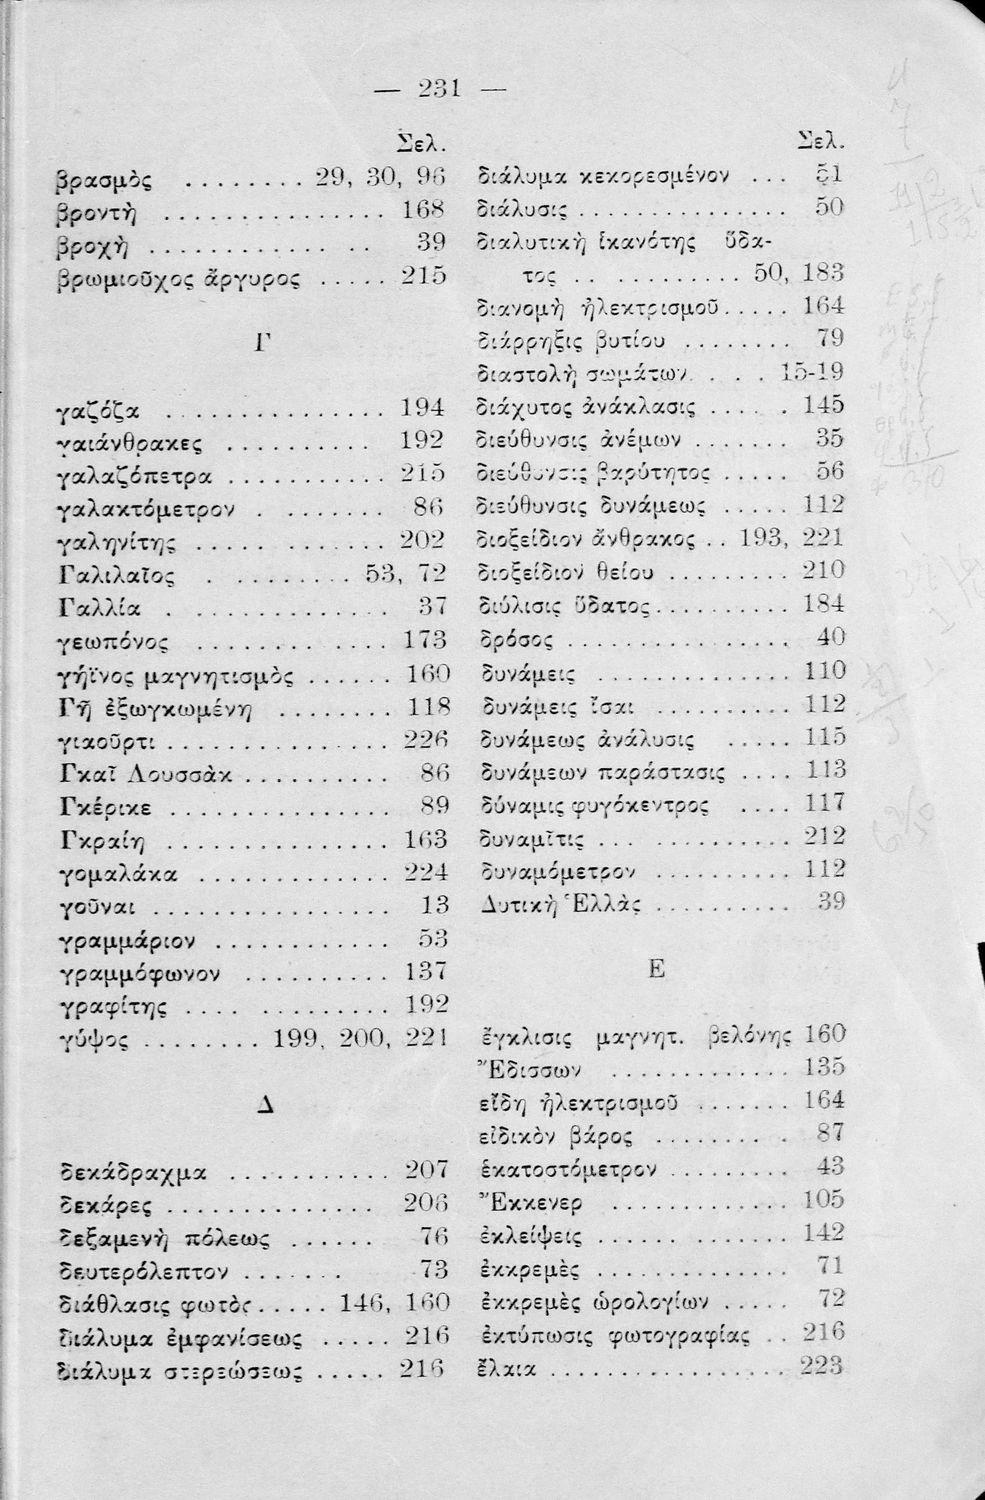 — 231 —
Σελ.
βρασμὸς ........ 29, 30, 96
βροντὴ .............. 168
βροχὴ .............. 39
βρωμιοῦχος ἄργυρος ..... 215
Γ
γαζόζα .............. 194
γαιάνθρακες .......... 192
γαλαζόπετρα .......... 215
γαλακτόμετρον . ....... 86
γαληνίτης ............ 202
Γαλιλαῖος . ........ 53, 72
Γαλλία . ............. 37
γεωπόνος ............ 173
γήϊνος μαγνητισμὸς ...... 160
Γῆ ἐξωγκωμένη ........ 118
γιαοῦρτι .............. 226
Γκαῖ Λουσσὰκ .......... 86
Γκέρικε .............. 89
Γκραίη .............. 163
γομαλάκα ............ 224
γοῦναι .............. 13
γραμμάριον ............ 53
γραμμόφωνον .......... 137
γραφίτης .... ......... 192
γύψος ........ 199, 200, 221
Δ
δεκάδραχμα ........... 207
δεκάρες .............. 206
δεξαμενὴ πόλεως ...... 76
δευτερόλεπτον ....... 73
διάθλασις φωτὸς ..... 146, 160
διάλυμα ἐμφανίσεως ..... 216
διάλυμα στερεώσεως ..... 216
Σελ.
διάλυμα κεκορεσμένον ... 51
διάλυσις .............. 50
διαλυτικὴ ἱκανότης ὕδα-
τος .. ......... 50, 183
διανομὴ ἠλεκτρισμοῦ ..... 164
διάρρηξις βυτίου ........ 79
διαστολὴ σωμάτων. . . . 15-19
διάχυτος ἀνάκλασις ..... 145
διεύθυνσις ἀνέμων ....... 35
διεύθυνσις βαρύτητος ..... 56
διεύθυνσις δυνάμεως ..... 112
διοξείδιον ἄνθρακος .. 193, 221
διοξείδιον θείου ......... 210
διύλισις ὕδατος .......... 184
δρόσος .............. 40
δυνάμεις ............. 110
δυνάμεις ἴσαι .......... 112
δυνάμεως ἀνάλυσις ..... 115
δυνάμεων παράστασις .... 113
δύναμις φυγόκεντρος .... 117
δυναμῖτις ... .......... 212
δυναμόμετρον .......... 112
Δυτικὴ Ἑλλὰς .......... 39
Ε
ἔγκλισις μαγνητ. βελόνης 160
Ἔδισσων ............. 135
εἴδη ἠλεκτρισμοῦ ....... 164
εἰδικὸν βάρος ......... 87
ἑκατοστόμετρον ......... 43
Ἔκκενερ ............. 105
ἐκλείψεις .... ......... 142
ἐκκρεμὲς .............. 71
ἐκκρεμὲς ὡρολογίων ..... 72
ἐκτύπωσις φωτογραφίας .. 216
ἔλαια ................. 223